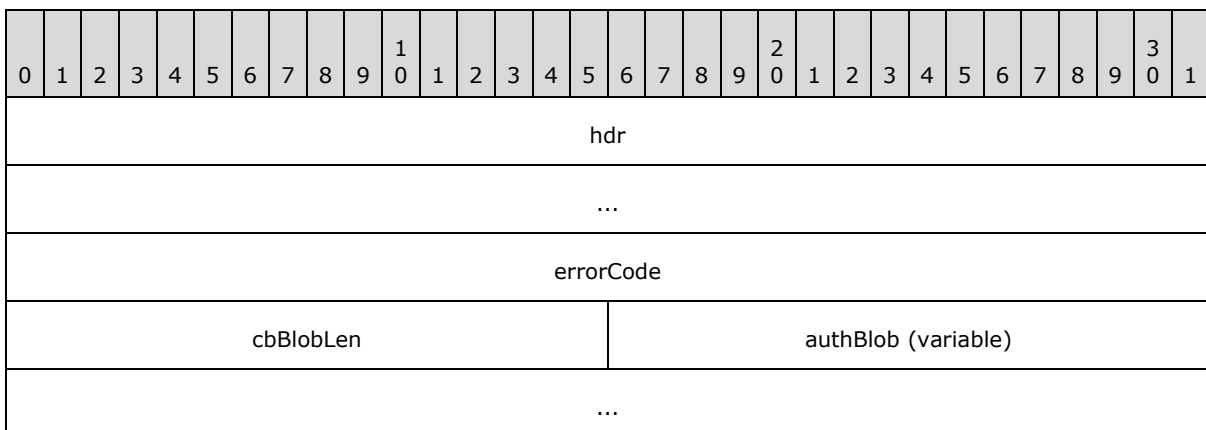 0 1 2 3 4 5 6 7 8 9 1 0 1 2 3 4 5 6 7 8 9 2 0 1 2 3 4 5 6 7 8 9 3 0 1
hdr
...
errorCode
cbBlobLen authBlob (variable)
...